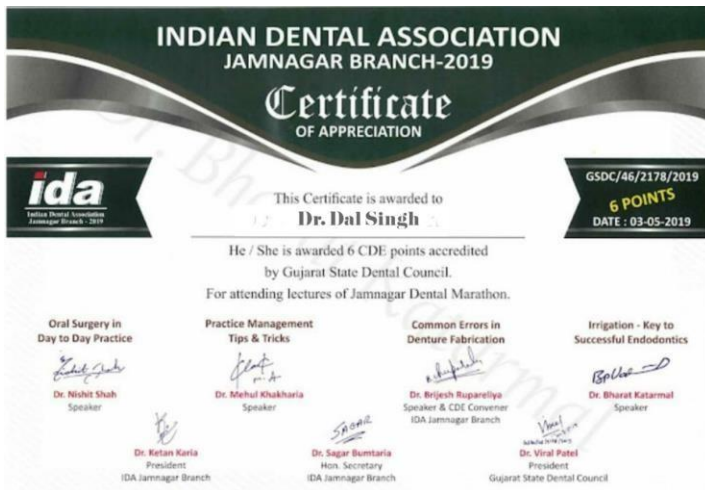 INDIAN DENTAL ASSOCIATION
JAMNAGAR BRANCH-2019
Certificate
OF APPRECIATION
ida
Indian Dental Association
Jamnagar Branch - 2019
GSDC/46/2178/2019
6 POINTS
DATE : 03-05-2019
This Certificate is awarded to
Dr. Dal Singh
He / She is awarded 6 CDE points accredited
by Gujarat State Dental Council.
For attending lectures of Jamnagar Dental Marathon.
Oral Surgery in
Day to Day Practice
Dr. Nishit Shah
Speaker
Practice Management
Tips & Tricks
Dr. Mehul Khakharia
Speaker
Common Errors in
Denture Fabrication
Dr. Brijesh Rupareliya
Speaker & CDE Convener
IDA Jamnagar Branch
Irrigation - Key to
Successful Endodontics
Dr. Bharat Katarmal
Speaker
Dr. Ketan Karia
President
IDA Jamnagar Branch
SAGAR
Dr. Sagar Bumtaria
Hon. Secretary
IDA Jamnagar Branch
Dr. Viral Patel
President
Gujarat State Dental Council
Dr. Bharat Katarmal